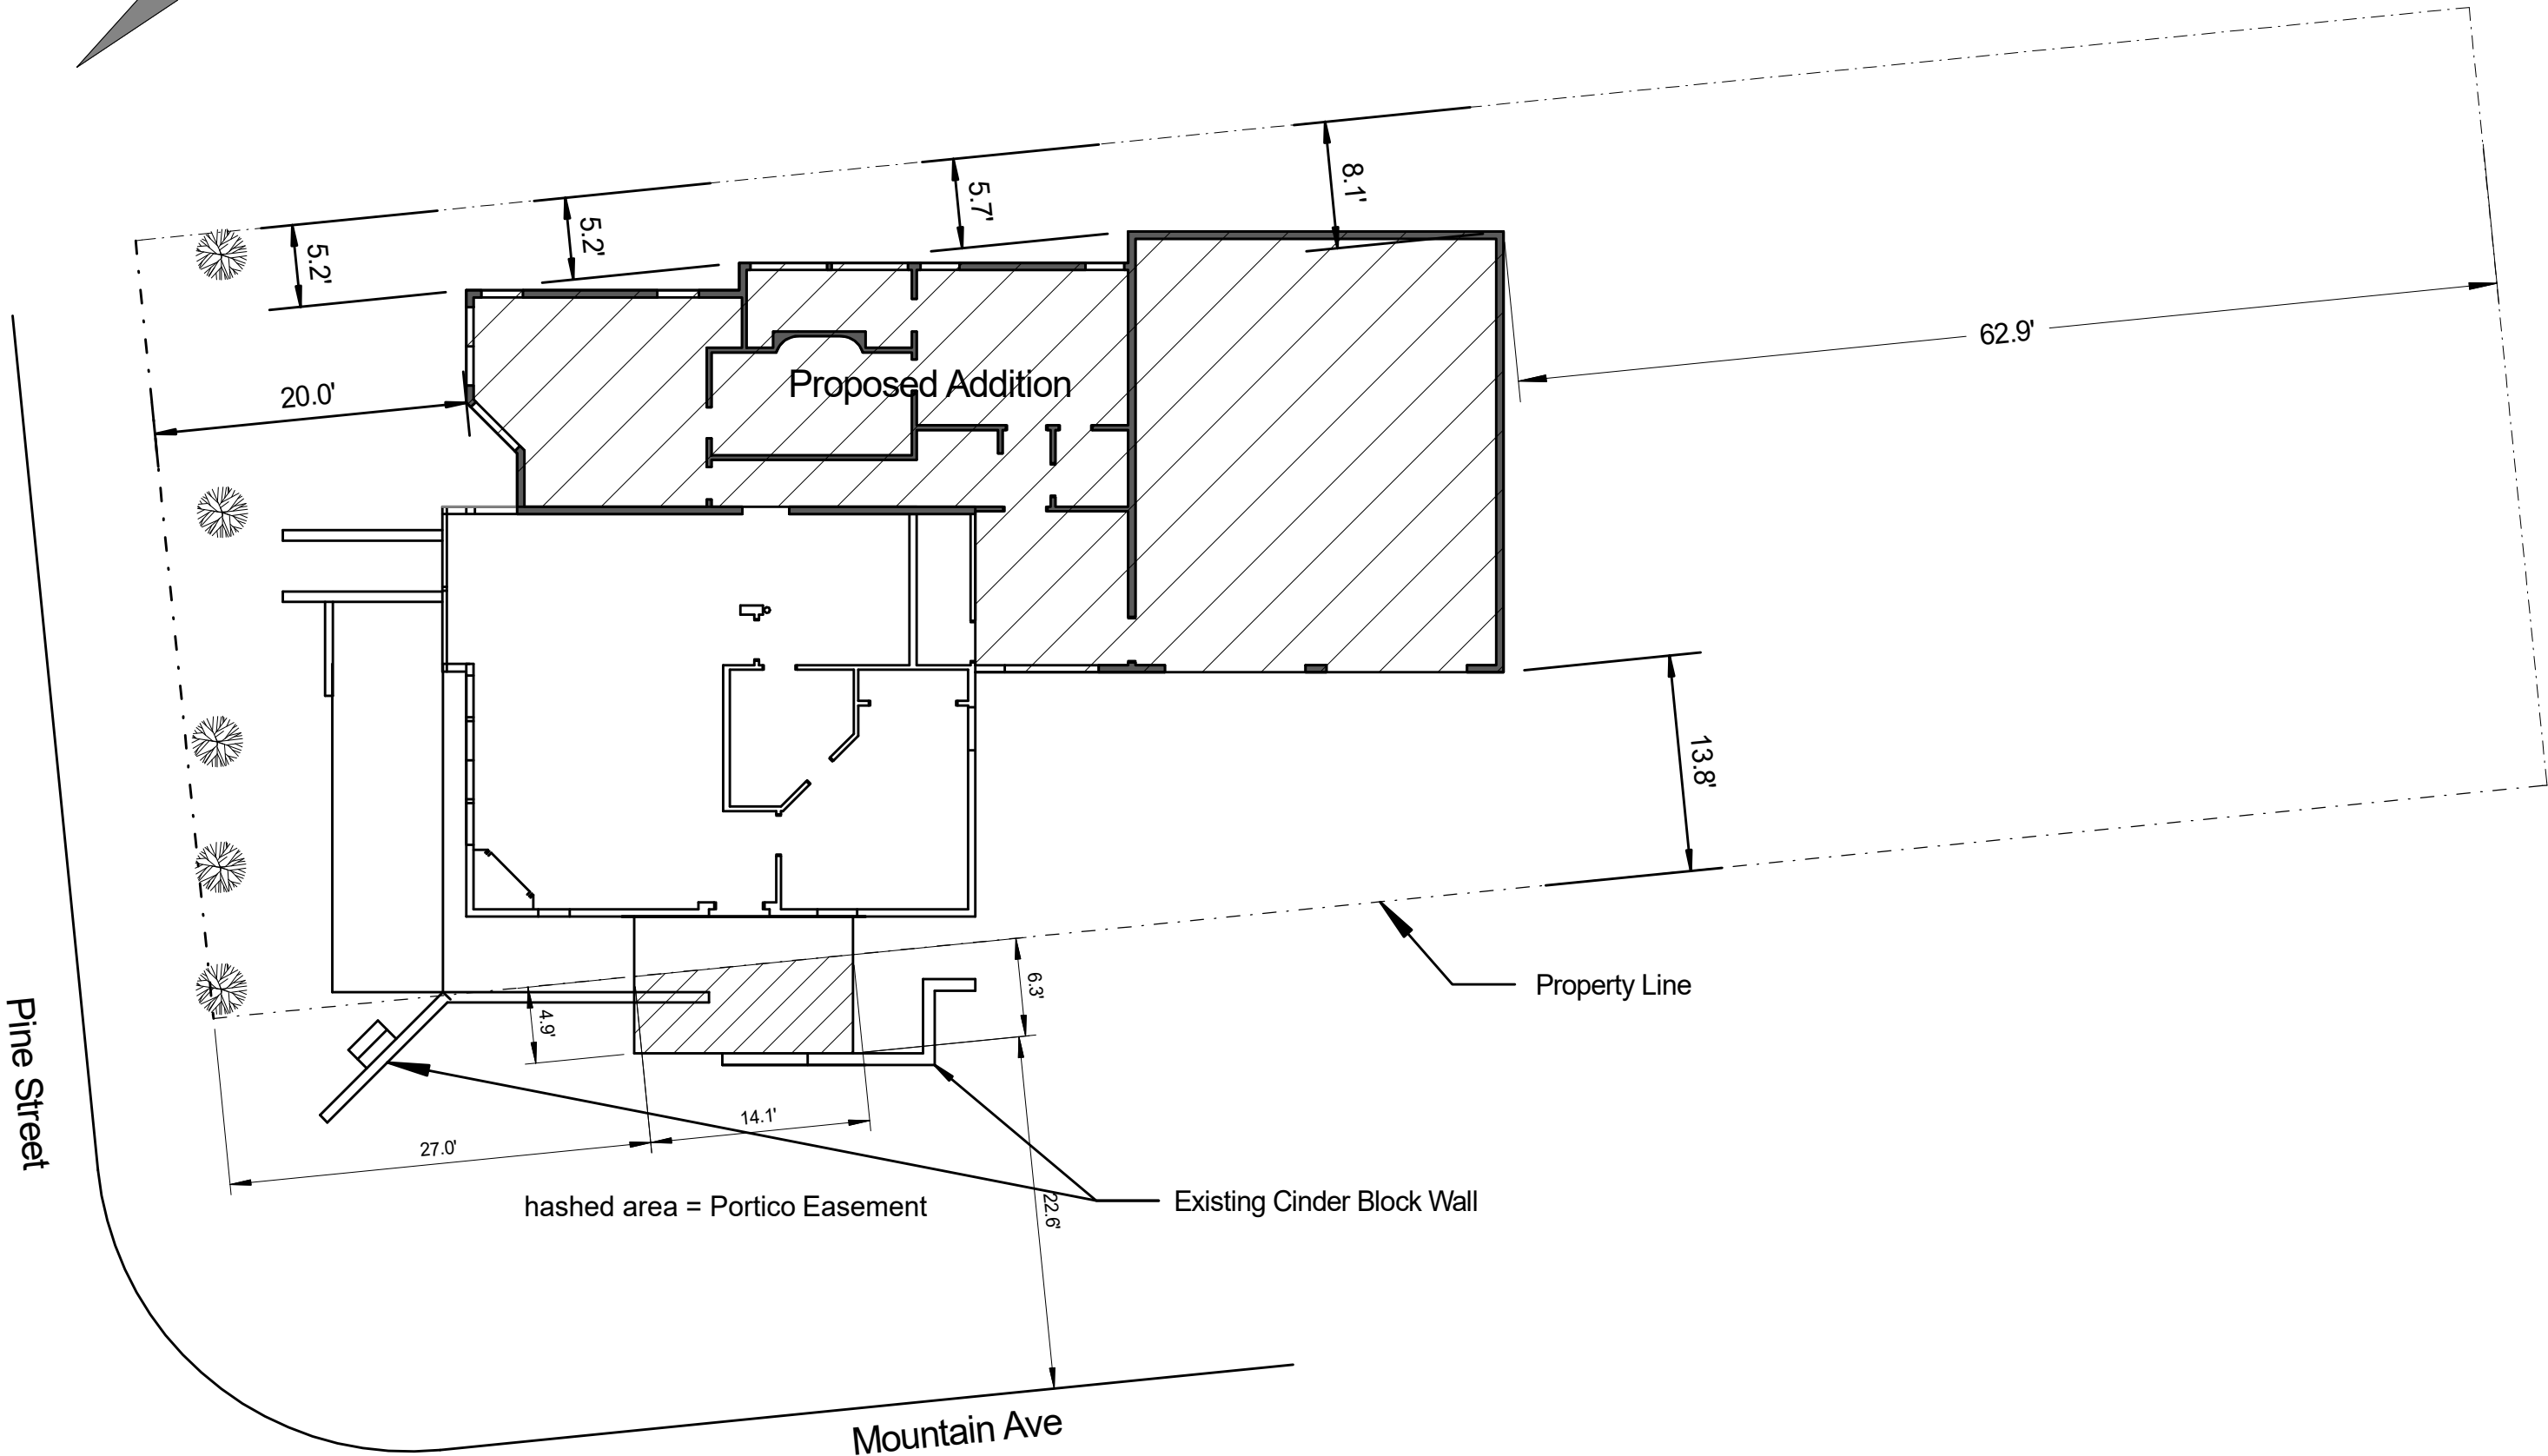 8.1'
5.7'
5.2'
5.2'
62.9'
Proposed Addition
20.0'
13.8'
6.3'
Property Line
4.9'
Pine Street
14.1'
27.0'
22.6'
hashed area = Portico Easement
Existing Cinder Block Wall
Mountain Ave